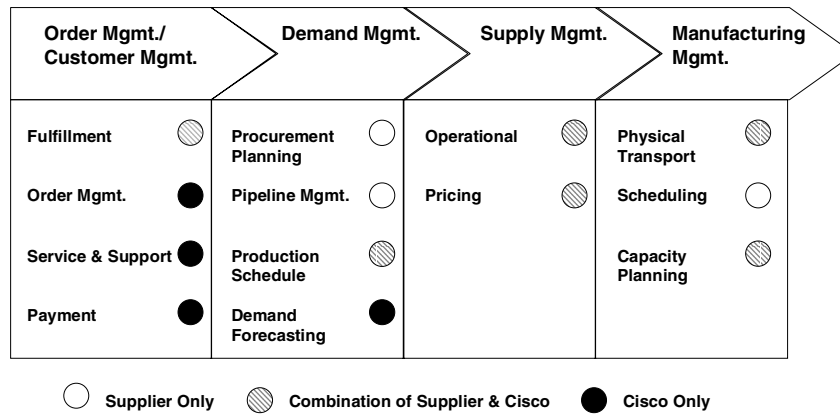 Order Mgmt./
Customer Mgmt.
Demand Mgmt.
Supply Mgmt.
Manufacturing
Mgmt.
Fulfillment
Order Mgmt.
Service & Support
Payment
Procurement
Planning
Pipeline Mgmt.
Production
Schedule
Demand
Forecasting
Operational
Pricing
Physical
Transport
Scheduling
Capacity
Planning
Supplier Only
Combination of Supplier & Cisco
Cisco Only